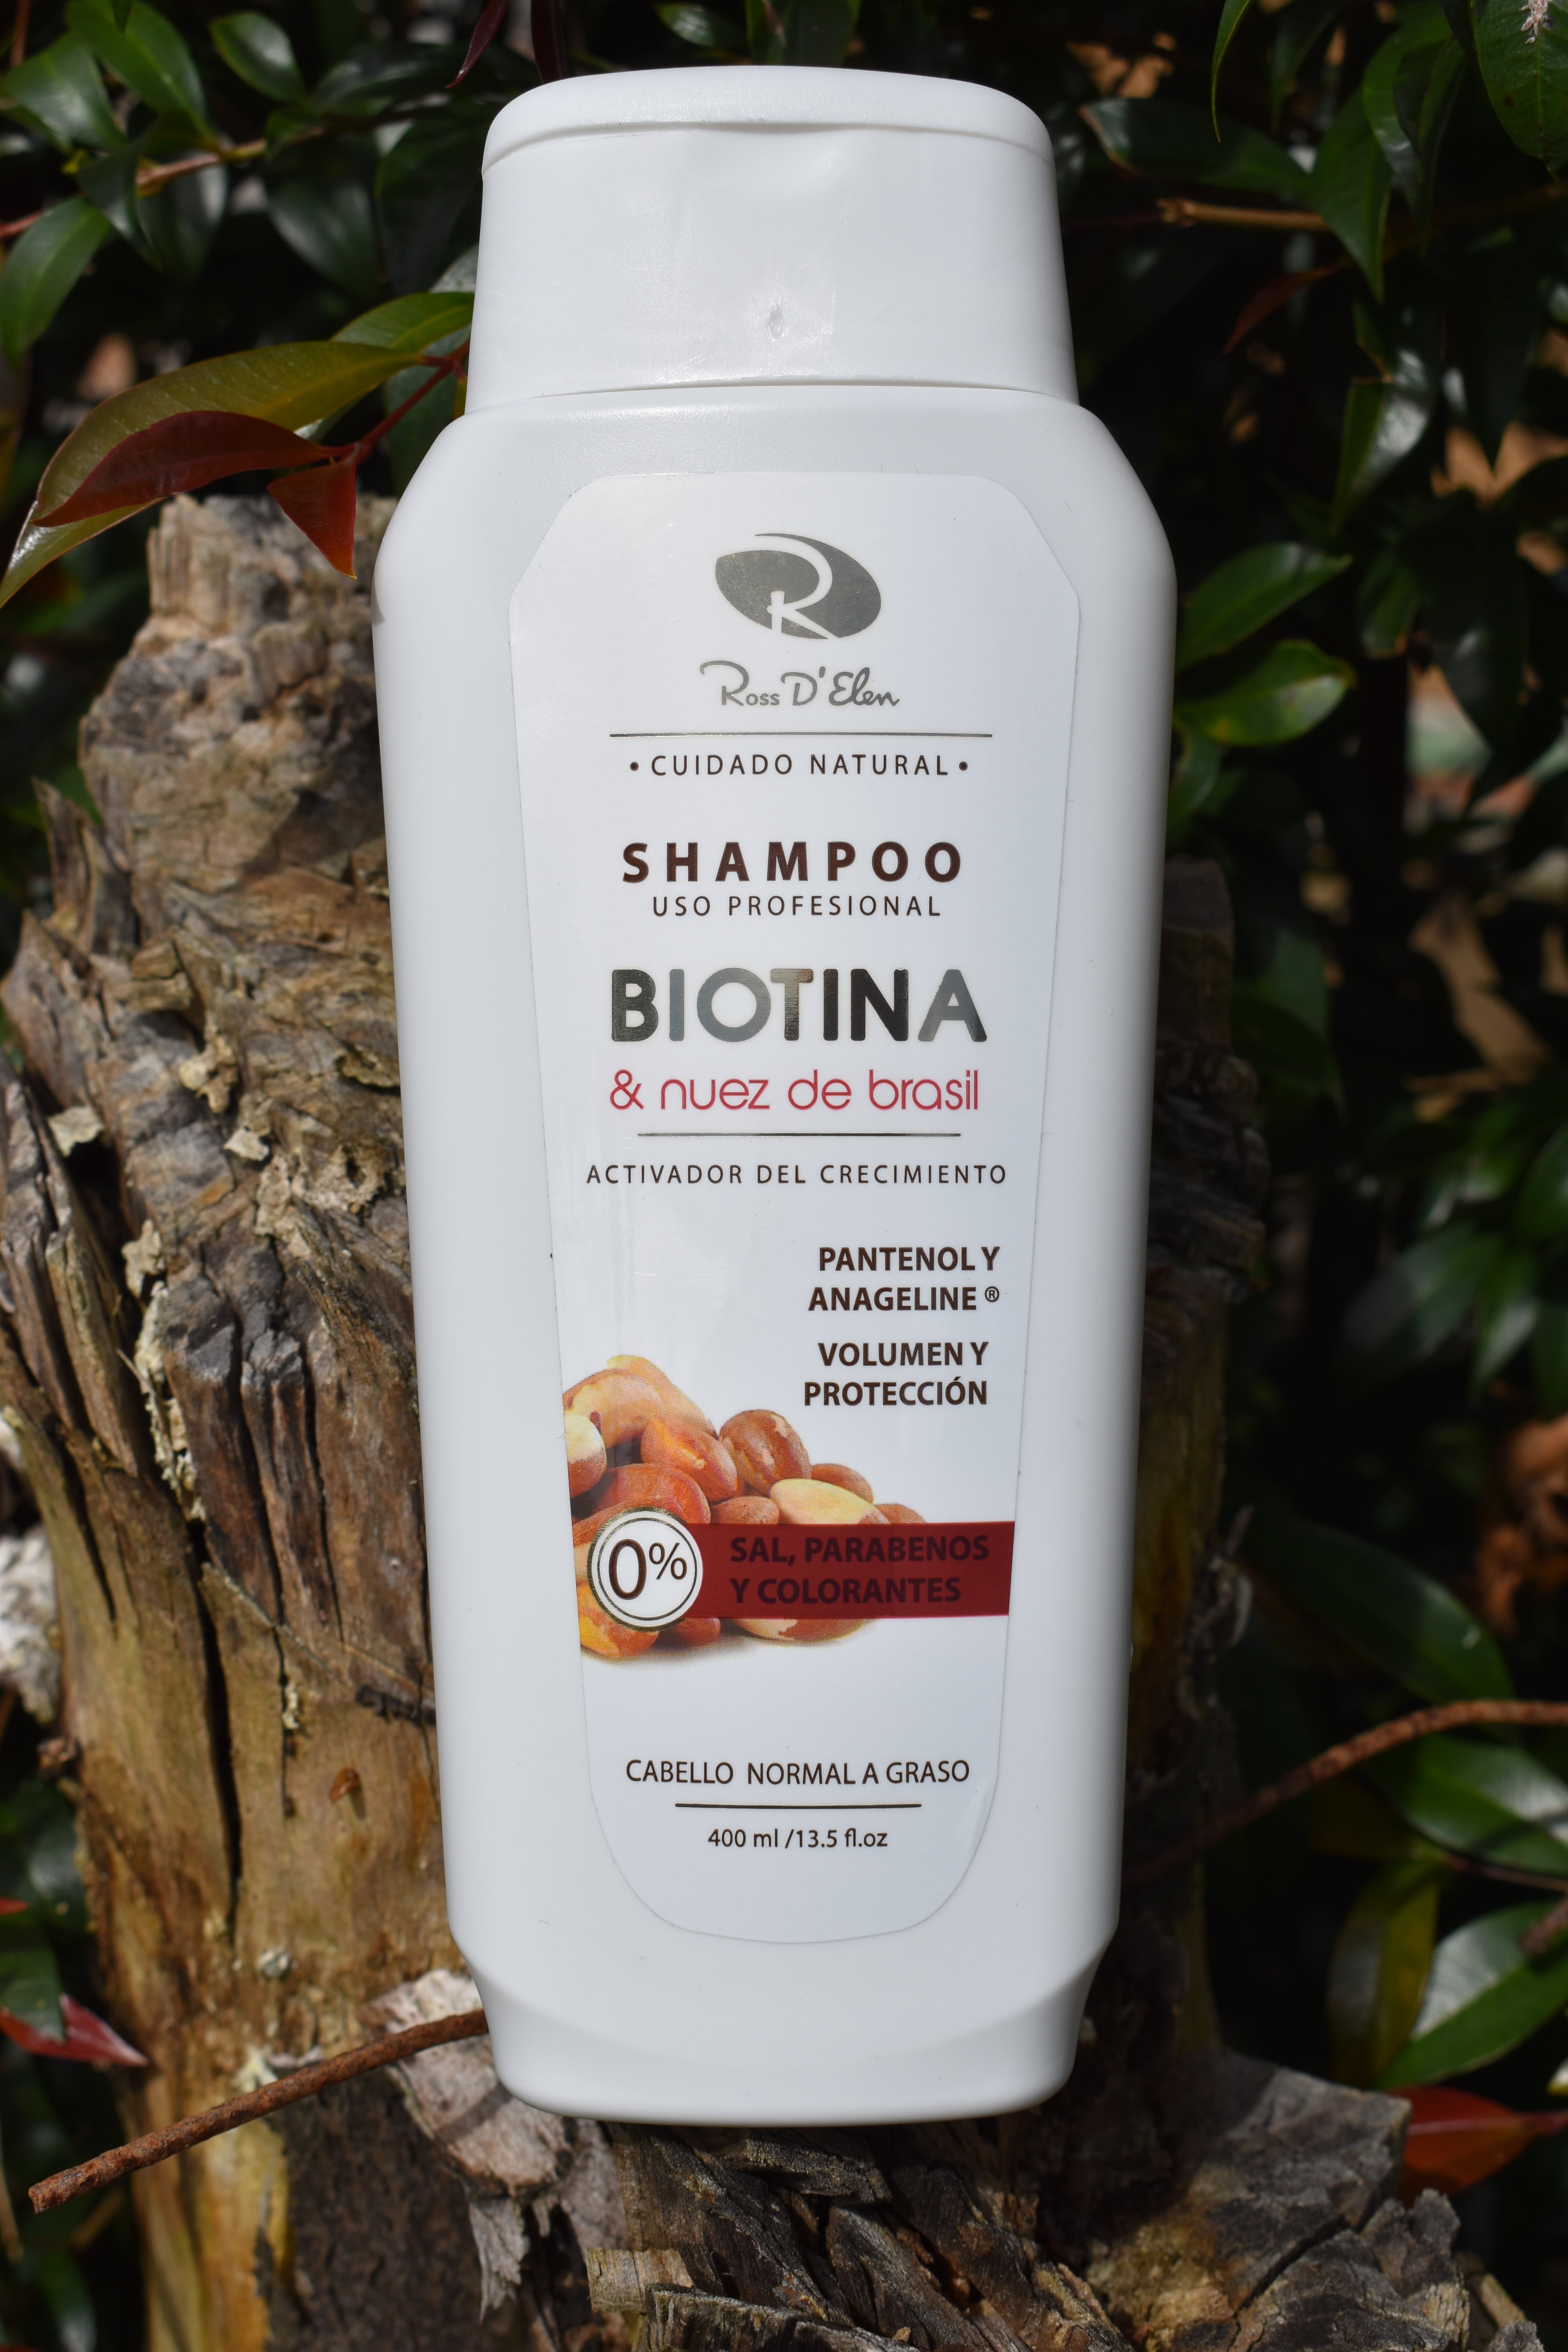 R
Ross D'Elen
• CUIDADO NATURAL •
SHAMPOO
USO PROFESIONAL
BIOTINA
& nuez de brasil
ACTIVADOR DEL CRECIMIENTO
PANTENOL Y
ANAGELINE ®
VOLUMEN Y
PROTECCIÓN
0% SAL, PARABENOS
Y COLORANTES
CABELLO NORMAL A GRASO
400 ml /13.5 fl.oz